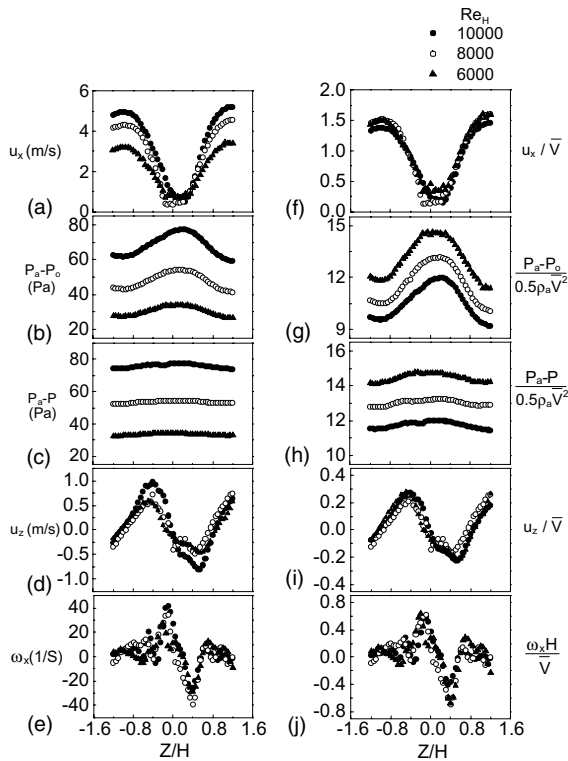 Re_H
10000
8000
6000
6
4
2
0
u_x (m/s)
(a)
2.0
1.5
1.0
0.5
0.0
u_x / V̅
(f)
80
60
40
20
P_a-P_o
(Pa)
(b)
15
12
9
P_a-P_o
0.5ρ_aV̅²
(g)
80
60
40
20
P_a-P
(Pa)
(c)
16
14
12
10
P_a-P
0.5ρ_aV̅²
(h)
1.0
0.5
0.0
-0.5
-1.0
u_z (m/s)
(d)
0.4
0.2
0.0
-0.2
-0.4
u_z / V̅
(i)
40
20
0
-20
-40
ω_x(1/S)
(e)
0.8
0.4
0.0
-0.4
-0.8
ω_xH
V̅
(j)
-1.6 -0.8 0.0 0.8 1.6
Z/H
-1.6 -0.8 0.0 0.8 1.6
Z/H